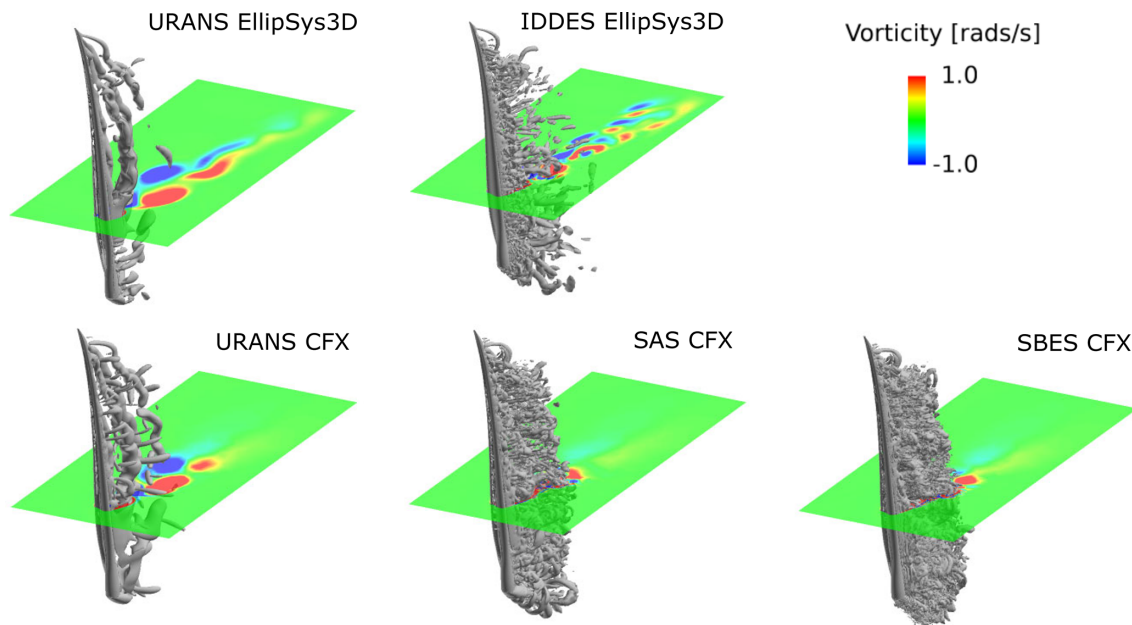 URANS EllipSys3D
IDDES EllipSys3D
Vorticity [rads/s]
1.0
-1.0
URANS CFX
SAS CFX
SBES CFX